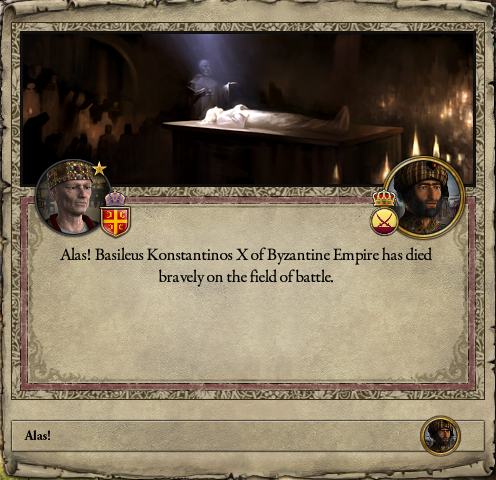 Alas! Basileus Konstantinos X of Byzantine Empire has died
bravely on the field of battle.
Alas!